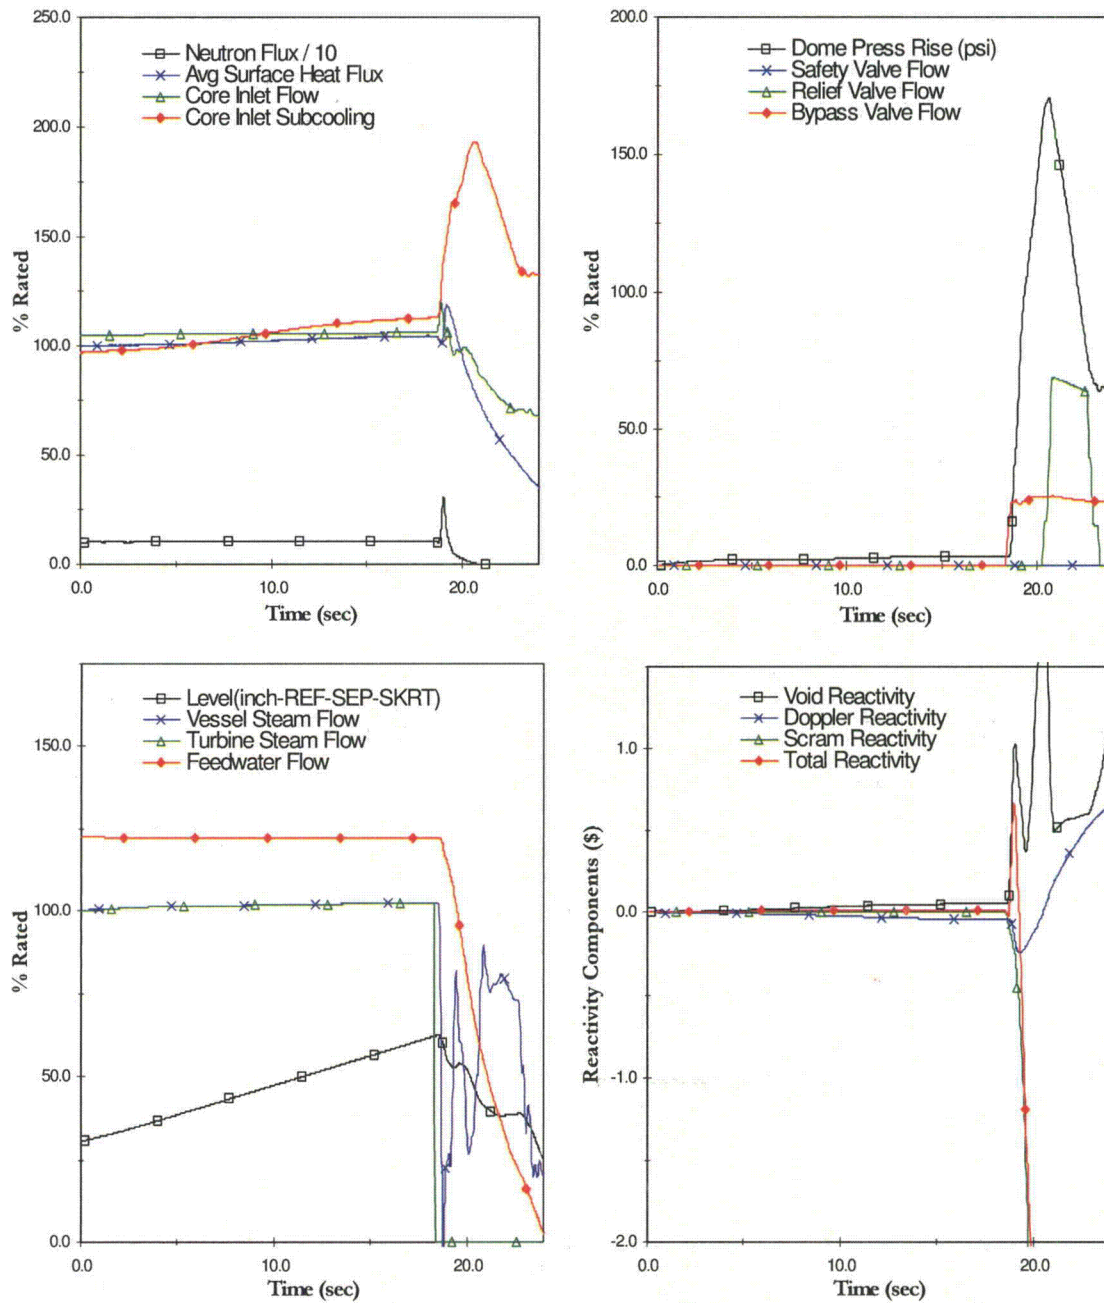 250.0
200.0
150.0
100.0
50.0
0.0
% Rated
Neutron Flux / 10
Avg Surface Heat Flux
Core Inlet Flow
Core Inlet Subcooling
0.0
10.0
20.0
Time (sec)
200.0
150.0
100.0
50.0
0.0
% Rated
Dome Press Rise (psi)
Safety Valve Flow
Relief Valve Flow
Bypass Valve Flow
0.0
10.0
20.0
Time (sec)
150.0
100.0
50.0
0.0
% Rated
Level(inch-REF-SEP-SKRT)
Vessel Steam Flow
Turbine Steam Flow
Feedwater Flow
0.0
10.0
20.0
Time (sec)
1.0
0.0
-1.0
-2.0
Reactivity Components ($)
Void Reactivity
Doppler Reactivity
Scram Reactivity
Total Reactivity
0.0
10.0
20.0
Time (sec)